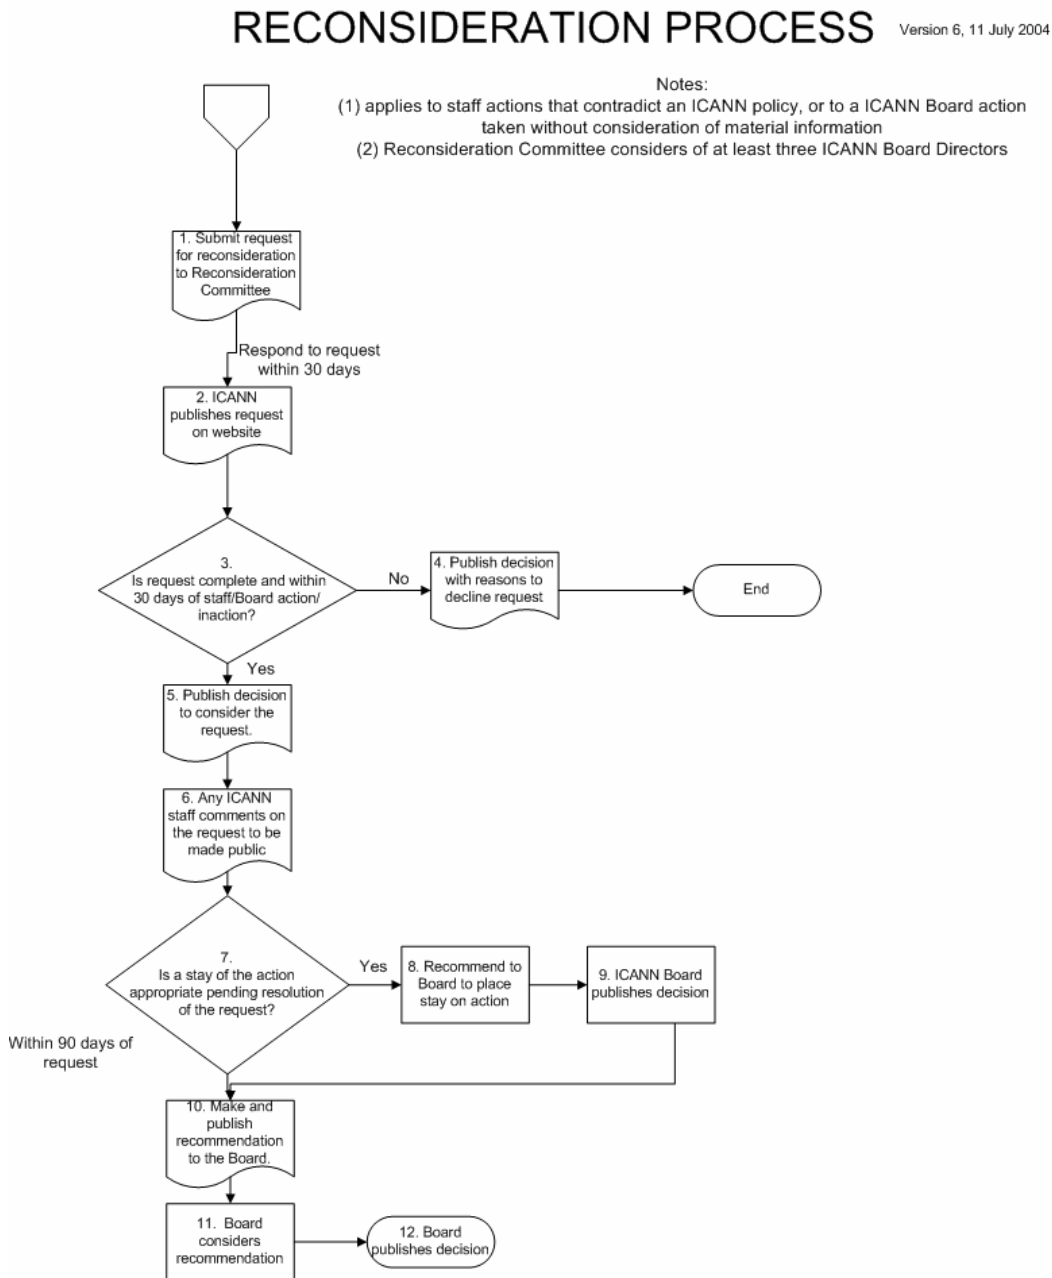 RECONSIDERATION PROCESS
Version 6, 11 July 2004
Notes:
(1) applies to staff actions that contradict an ICANN policy, or to a ICANN Board action
taken without consideration of material information
(2) Reconsideration Committee considers of at least three ICANN Board Directors
1. Submit request
for reconsideration
to Reconsideration
Committee
Respond to request
within 30 days
2. ICANN
publishes request
on website
3.
Is request complete and within
30 days of staff/Board action/
inaction?
No
4. Publish decision
with reasons to
decline request
End
Yes
5. Publish decision
to consider the
request.
6. Any ICANN
staff comments on
the request to be
made public
7.
Is a stay of the action
appropriate pending resolution
of the request?
Yes
8. Recommend to
Board to place
stay on action
9. ICANN Board
publishes decision
Within 90 days of
request
10. Make and
publish
recommendation
to the Board.
11. Board
considers
recommendation
12. Board
publishes decision